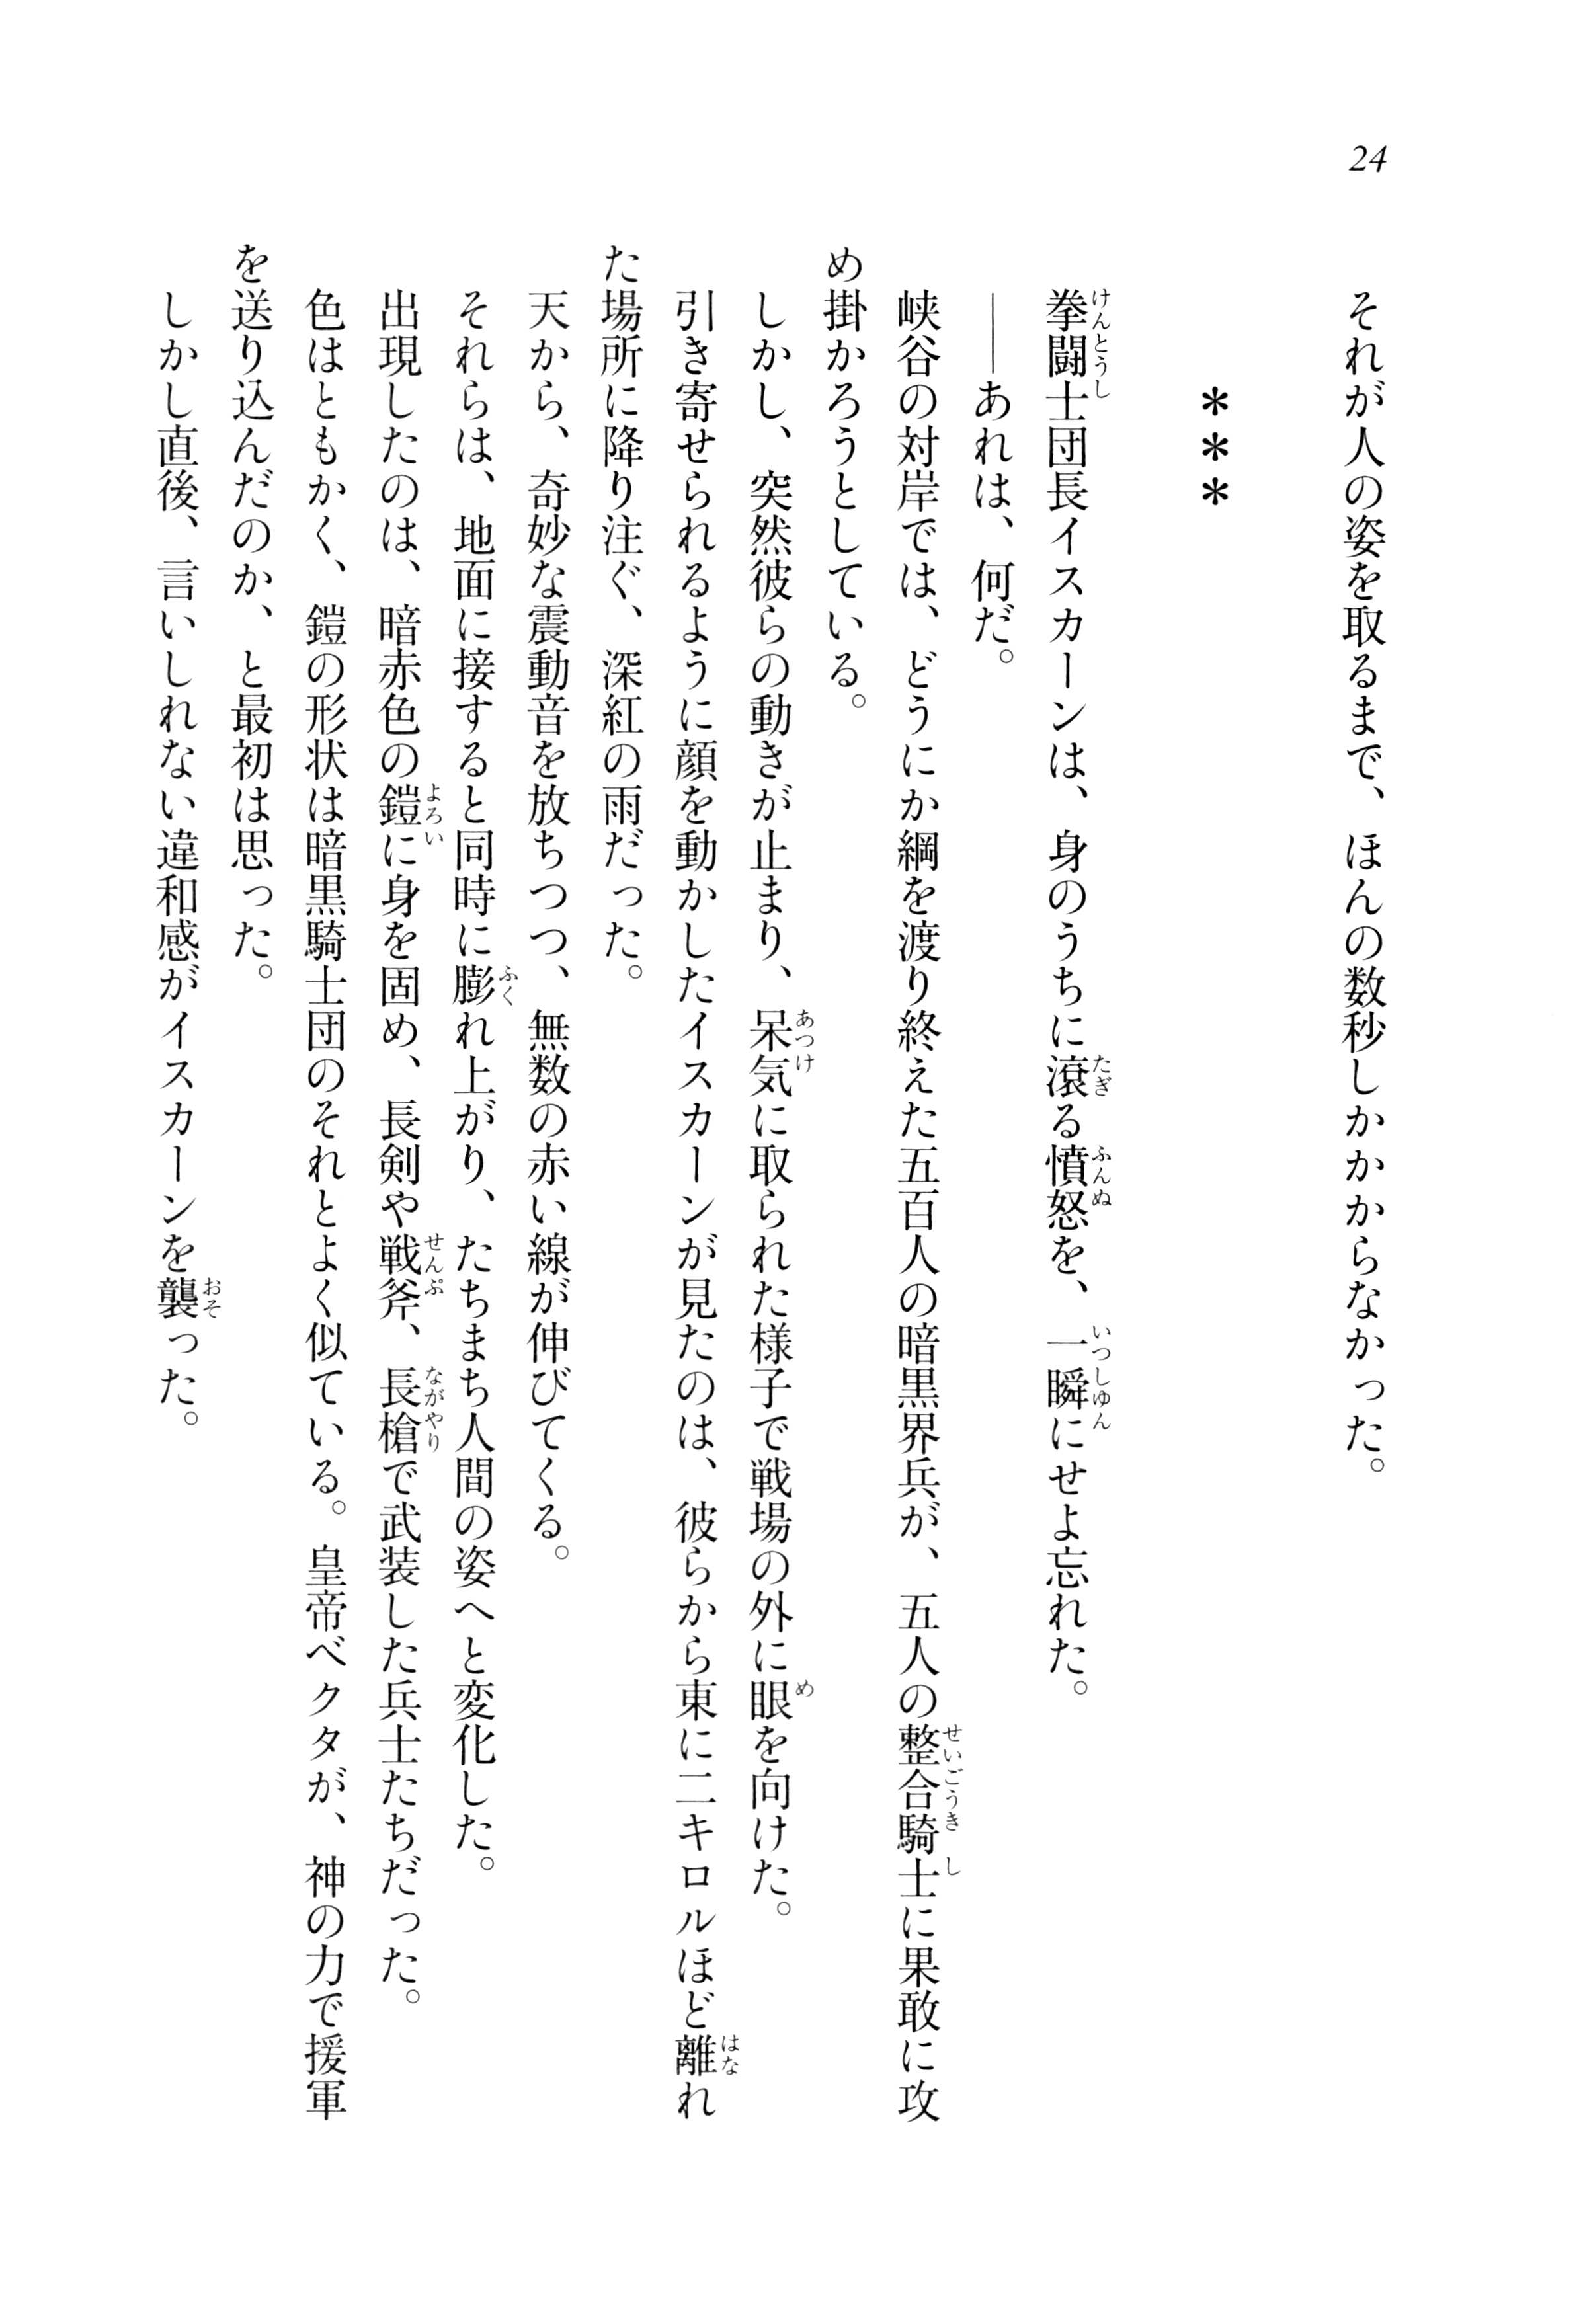 24
それが人の姿を取るまで、ほんの数秒しかかからなかった。
＊＊＊
拳闘士団長イスカーンは、身のうちに滾る憤怒を、一瞬にせよ忘れた。
――あれは、何だ。
峡谷の対岸では、どうにか綱を渡り終えた五百人の暗黒界兵が、五人の整合騎士に果敢に攻
め掛かろうとしている。
しかし、突然彼らの動きが止まり、呆気に取られた様子で戦場の外に眼を向けた。
引き寄せられるように顔を動かしたイスカーンが見たのは、彼らから東に二キロルほど離れ
た場所に降り注ぐ、深紅の雨だった。
天から、奇妙な震動音を放ちつつ、無数の赤い線が伸びてくる。
それらは、地面に接すると同時に膨れ上がり、たちまち人間の姿へと変化した。
出現したのは、暗赤色の鎧に身を固め、長剣や戦斧、長槍で武装した兵士たちだった。
色はともかく、鎧の形状は暗黒騎士団のそれとよく似ている。皇帝ベクタが、神の力で援軍
を送り込んだのか、と最初は思った。
しかし直後、言いしれない違和感がイスカーンを襲った。